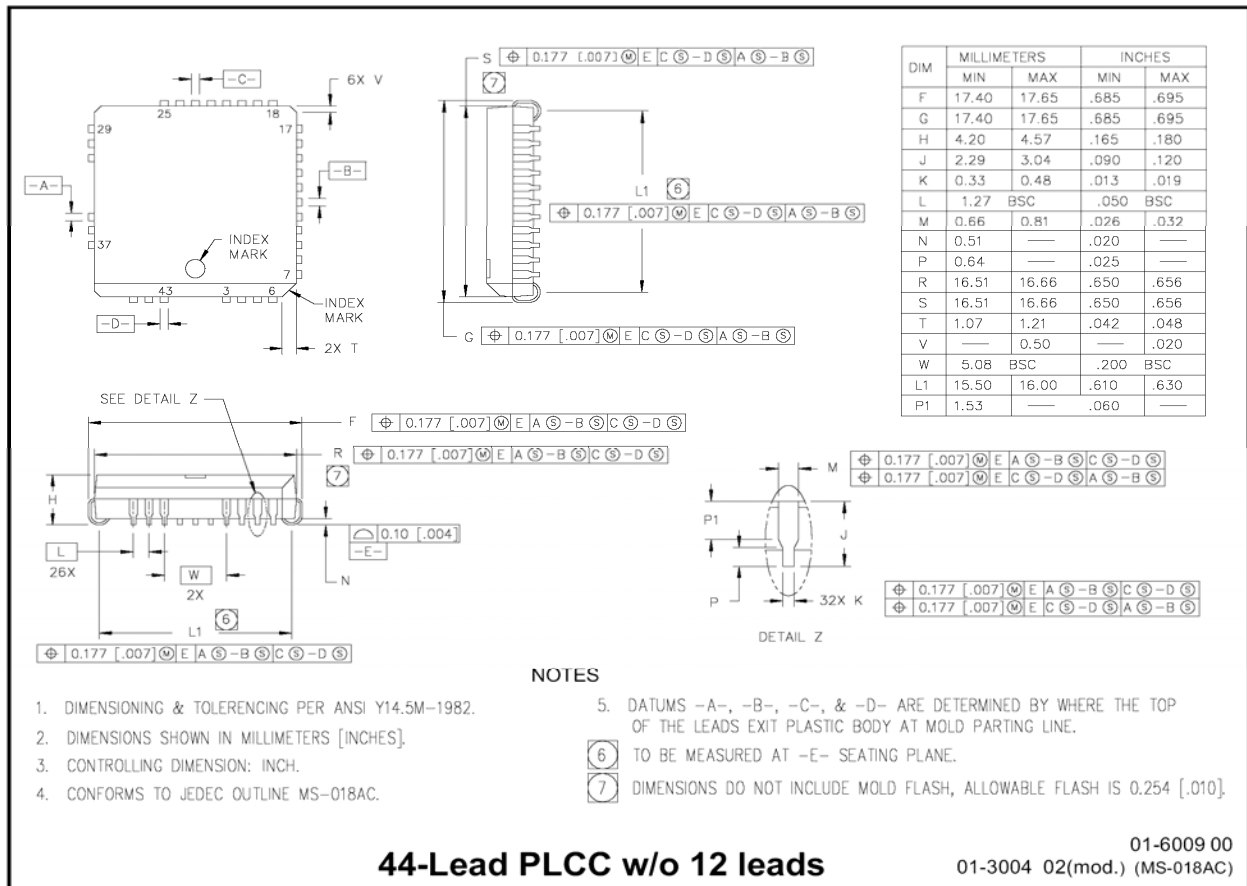 -C-
6X V
25
18
29
17
-A-
-B-
37
INDEX
MARK
7
43
3
6
INDEX
MARK
-D-
2X T
S ⌖ 0.177 [.007] Ⓜ E C Ⓢ -D Ⓢ A Ⓢ -B Ⓢ
7
L1 6
⌖ 0.177 [.007] Ⓜ E C Ⓢ -D Ⓢ A Ⓢ -B Ⓢ
G ⌖ 0.177 [.007] Ⓜ E C Ⓢ -D Ⓢ A Ⓢ -B Ⓢ
DIM MILLIMETERS INCHES
MIN MAX MIN MAX
F 17.40 17.65 .685 .695
G 17.40 17.65 .685 .695
H 4.20 4.57 .165 .180
J 2.29 3.04 .090 .120
K 0.33 0.48 .013 .019
L 1.27 BSC .050 BSC
M 0.66 0.81 .026 .032
N 0.51 — .020 —
P 0.64 — .025 —
R 16.51 16.66 .650 .656
S 16.51 16.66 .650 .656
T 1.07 1.21 .042 .048
V — 0.50 — .020
W 5.08 BSC .200 BSC
L1 15.50 16.00 .610 .630
P1 1.53 — .060 —
SEE DETAIL Z
F ⌖ 0.177 [.007] Ⓜ E A Ⓢ -B Ⓢ C Ⓢ -D Ⓢ
R ⌖ 0.177 [.007] Ⓜ E A Ⓢ -B Ⓢ C Ⓢ -D Ⓢ
7
H
⌓ 0.10 [.004]
-E-
L
26X
W
2X
N
6
L1
⌖ 0.177 [.007] Ⓜ E A Ⓢ -B Ⓢ C Ⓢ -D Ⓢ
M ⌖ 0.177 [.007] Ⓜ E A Ⓢ -B Ⓢ C Ⓢ -D Ⓢ
⌖ 0.177 [.007] Ⓜ E C Ⓢ -D Ⓢ A Ⓢ -B Ⓢ
P1
J
P
32X K
⌖ 0.177 [.007] Ⓜ E A Ⓢ -B Ⓢ C Ⓢ -D Ⓢ
⌖ 0.177 [.007] Ⓜ E C Ⓢ -D Ⓢ A Ⓢ -B Ⓢ
DETAIL Z
NOTES
1. DIMENSIONING & TOLERENCING PER ANSI Y14.5M-1982.
2. DIMENSIONS SHOWN IN MILLIMETERS [INCHES].
3. CONTROLLING DIMENSION: INCH.
4. CONFORMS TO JEDEC OUTLINE MS-018AC.
5. DATUMS -A-, -B-, -C-, & -D- ARE DETERMINED BY WHERE THE TOP
OF THE LEADS EXIT PLASTIC BODY AT MOLD PARTING LINE.
6 TO BE MEASURED AT -E- SEATING PLANE.
7 DIMENSIONS DO NOT INCLUDE MOLD FLASH, ALLOWABLE FLASH IS 0.254 [.010].
44-Lead PLCC w/o 12 leads
01-6009 00
01-3004 02(mod.) (MS-018AC)